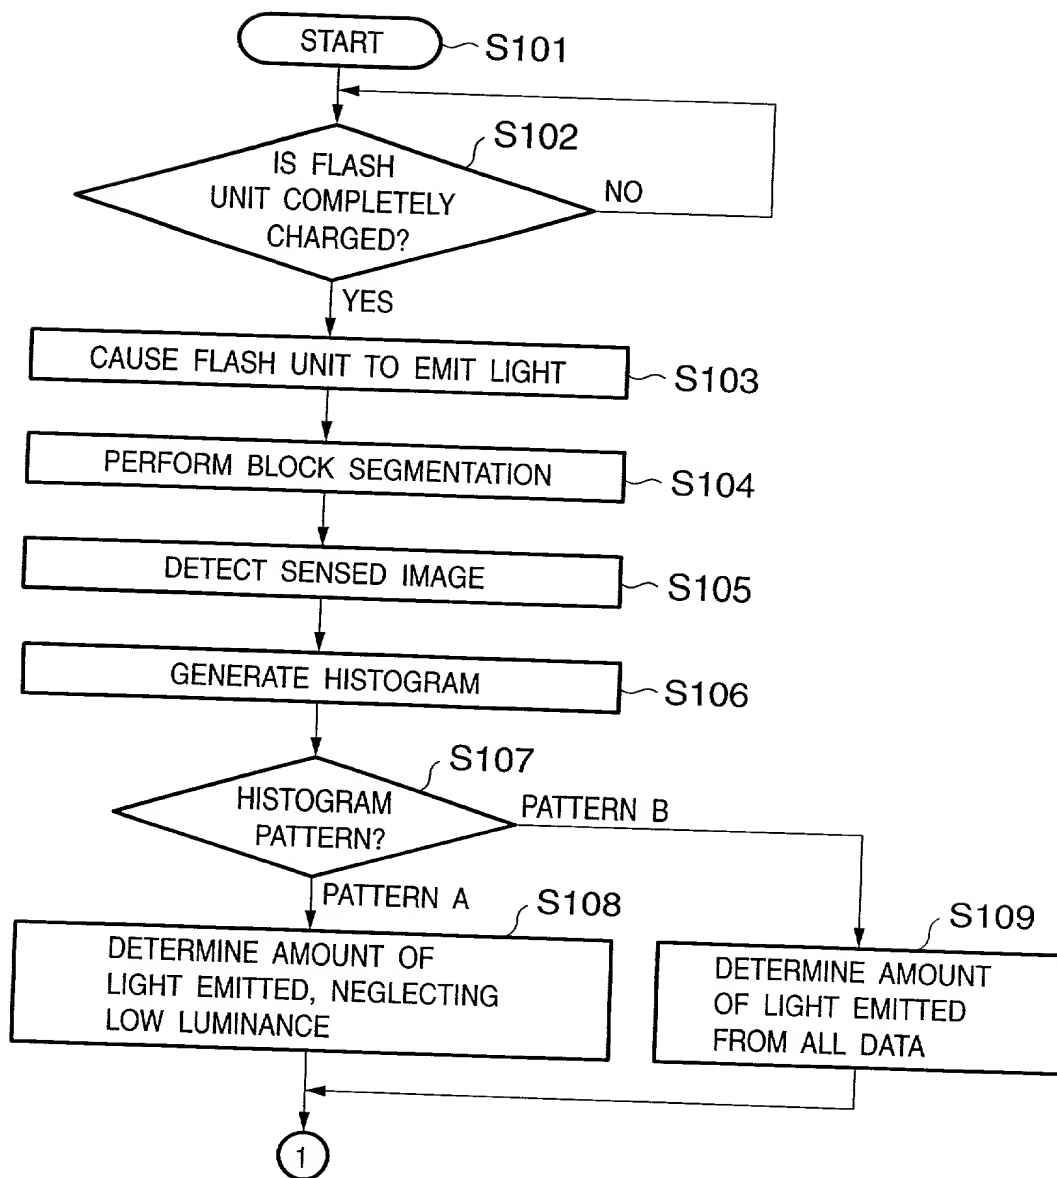 START
S101
S102
IS FLASH
UNIT COMPLETELY
CHARGED?
NO
YES
CAUSE FLASH UNIT TO EMIT LIGHT
S103
PERFORM BLOCK SEGMENTATION
S104
DETECT SENSED IMAGE
S105
GENERATE HISTOGRAM
S106
S107
HISTOGRAM
PATTERN?
PATTERN B
PATTERN A
S108
DETERMINE AMOUNT OF
LIGHT EMITTED, NEGLECTING
LOW LUMINANCE
S109
DETERMINE AMOUNT
OF LIGHT EMITTED
FROM ALL DATA
1